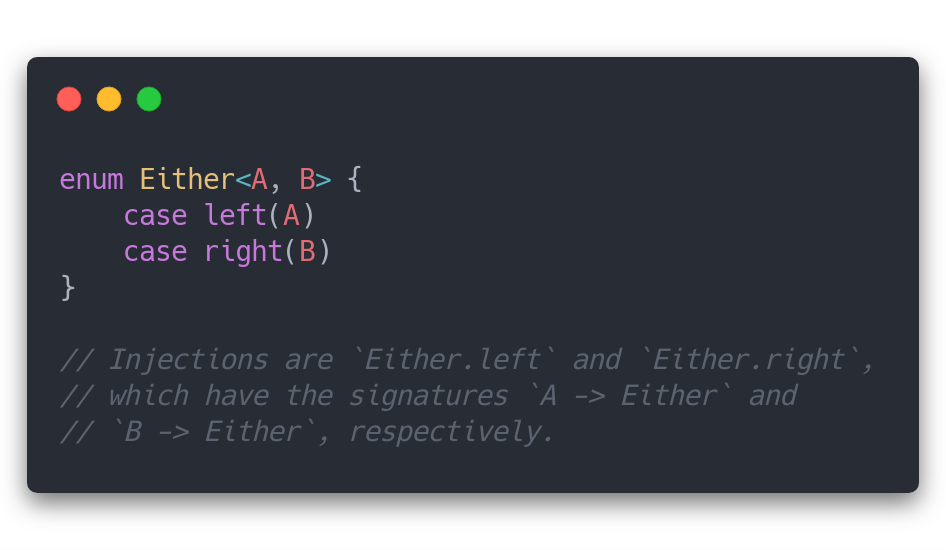 enum Either<A, B> {
    case left(A)
    case right(B)
}
// Injections are `Either.left` and `Either.right`,
// which have the signatures `A -> Either` and
// `B -> Either`, respectively.